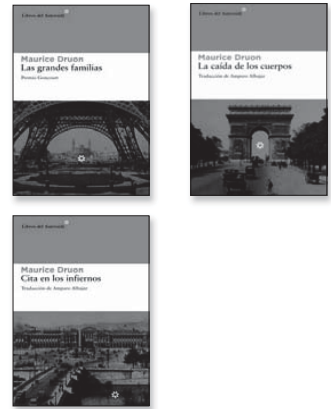 Libros del Asteroide
Maurice Druon
Las grandes familias
Premio Goncourt
Libros del Asteroide
Maurice Druon
La caída de los cuerpos
Traducción de Amparo Albajar
Libros del Asteroide
Maurice Druon
Cita en los infiernos
Traducción de Amparo Albajar